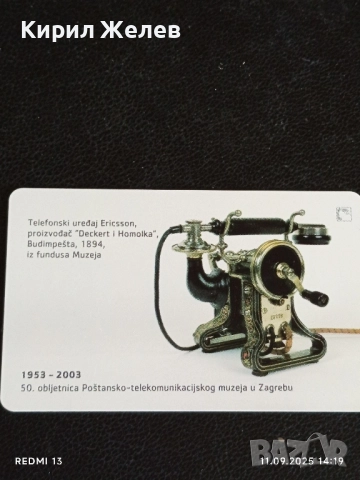 Кирил Желев
Telefonski uređaj Ericsson,
proizvođač "Deckert i Homolka",
Budimpešta, 1894,
iz fundusa Muzeja
1953 – 2003
50. obljetnica Poštansko-telekomunikacijskog muzeja u Zagrebu
REDMI 13
11.09.2025 14:19
BAZAR